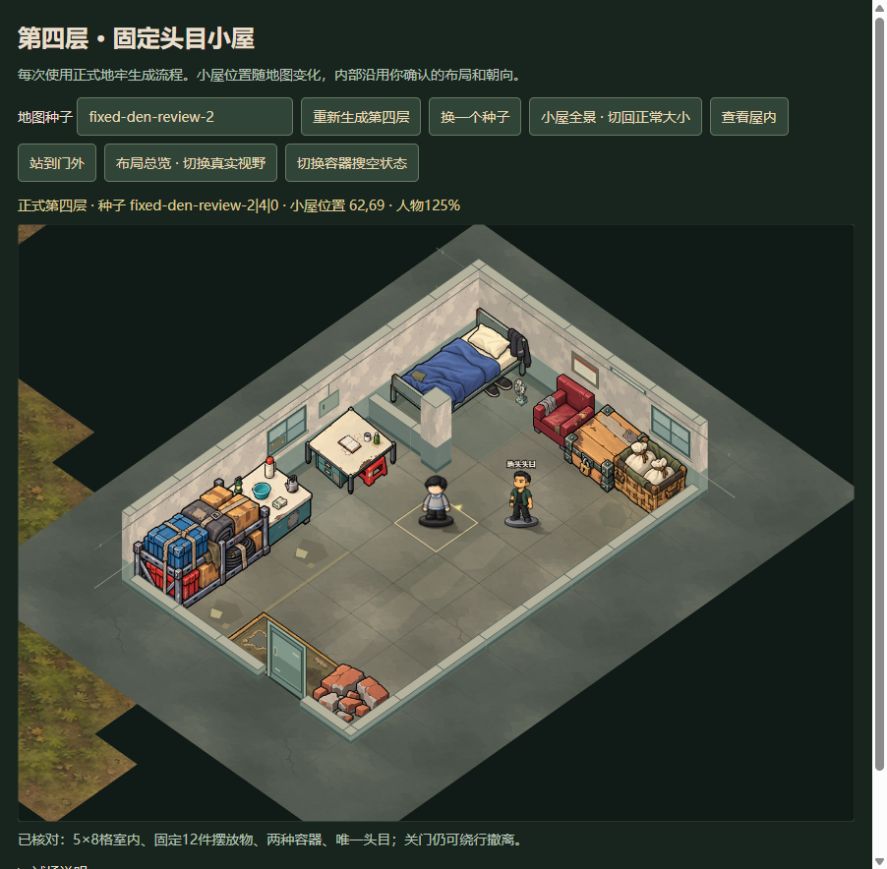 第四层 • 固定头目小屋
每次使用正式地牢生成流程。小屋位置随地图变化，内部沿用你确认的布局和朝向。
地图种子 fixed-den-review-2 重新生成第四层 换一个种子 小屋全景 · 切回正常大小 查看屋内
站到门外 布局总览 · 切换真实视野 切换容器搜空状态
正式第四层 · 种子 fixed-den-review-2|4|0 · 小屋位置 62,69 · 人物125%
已核对：5×8格室内、固定12件摆放物、两种容器、唯一头目；关门仍可绕行撤离。